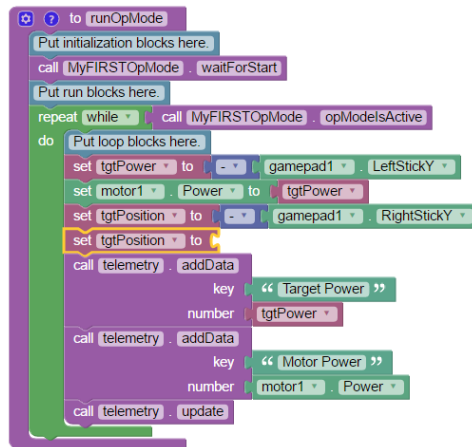 to runOpMode
Put initialization blocks here.
call MyFIRSTOpMode . waitForStart
Put run blocks here.
repeat while call MyFIRSTOpMode . opModeIsActive
do Put loop blocks here.
set tgtPower to - gamepad1 . LeftStickY
set motor1 . Power to tgtPower
set tgtPosition to - gamepad1 . RightStickY
set tgtPosition to
call telemetry . addData
key “ Target Power ”
number tgtPower
call telemetry . addData
key “ Motor Power ”
number motor1 . Power
call telemetry . update